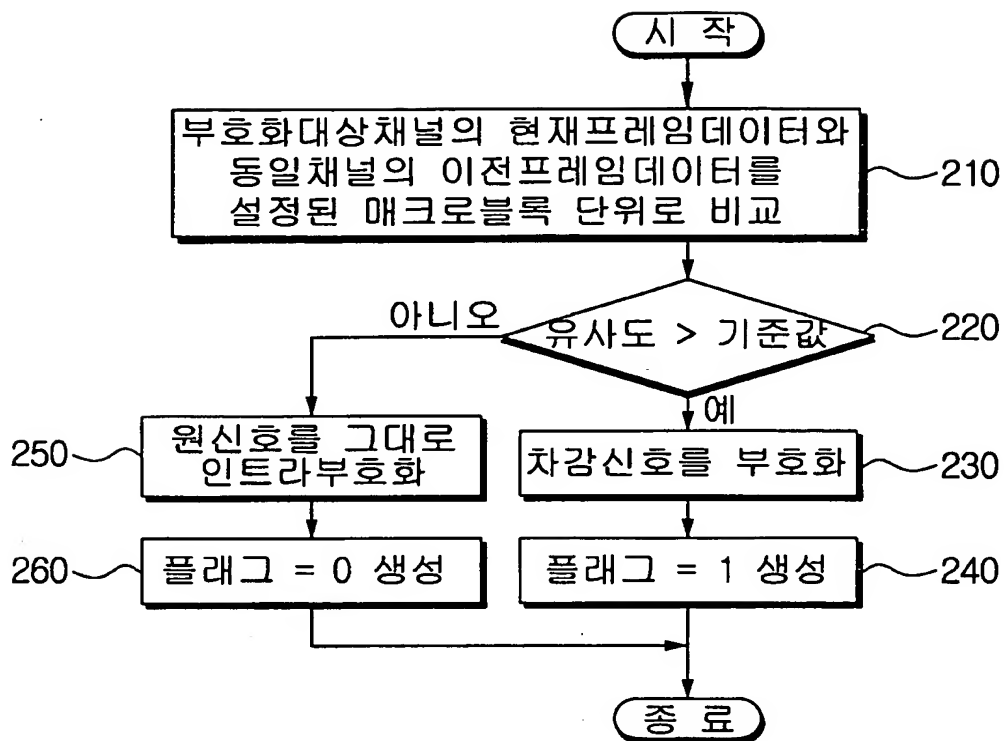 시 작
부호화대상채널의 현재프레임데이터와
동일채널의 이전프레임데이터를
설정된 매크로블록 단위로 비교
210
아니오
유사도 > 기준값
220
예
250
원신호를 그대로
인트라부호화
차감신호를 부호화
230
260
플래그 = 0 생성
플래그 = 1 생성
240
종 료